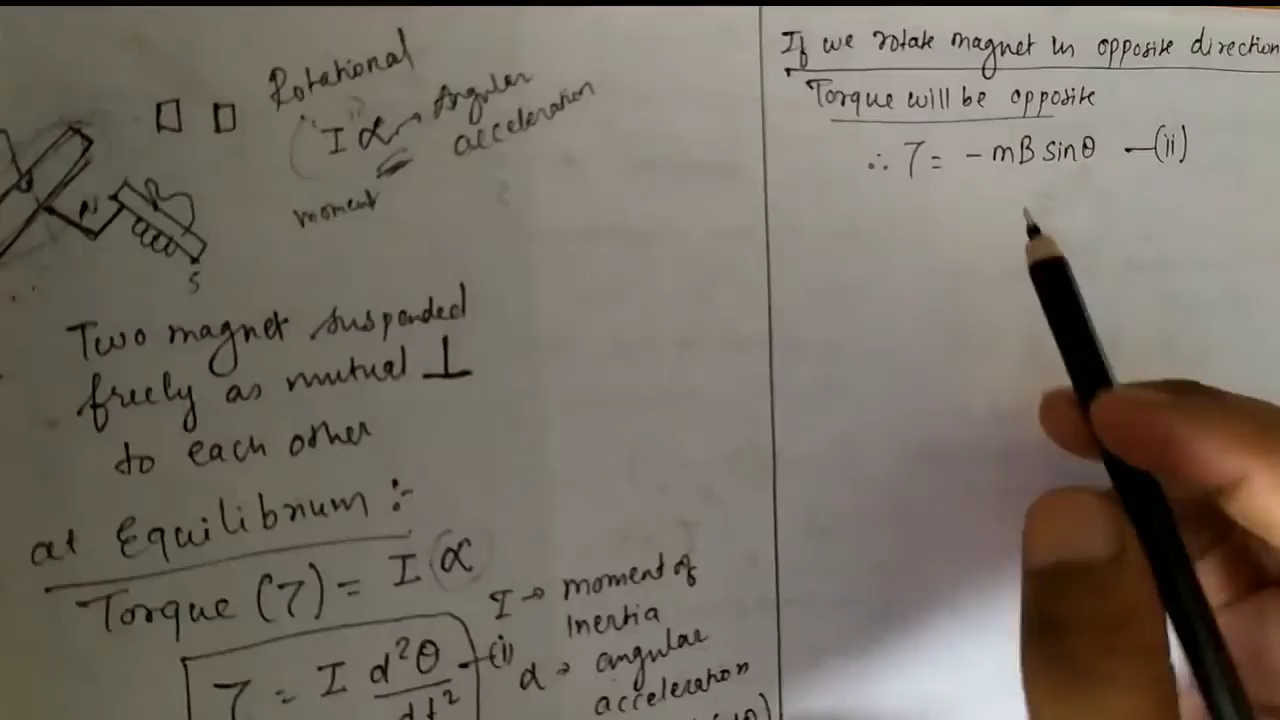 Rotational
I α → Angular
acceleration
moment
N
S
Two magnet suspended
freely as mutual ⊥
to each other
at Equilibrium :-
Torque (τ) = I α
τ = I d²θ/dt² —(i)
I → moment of
Inertia
α → angular
acceleration
If we rotate magnet in opposite direction
Torque will be opposite
∴ τ = - mB sinθ —(ii)